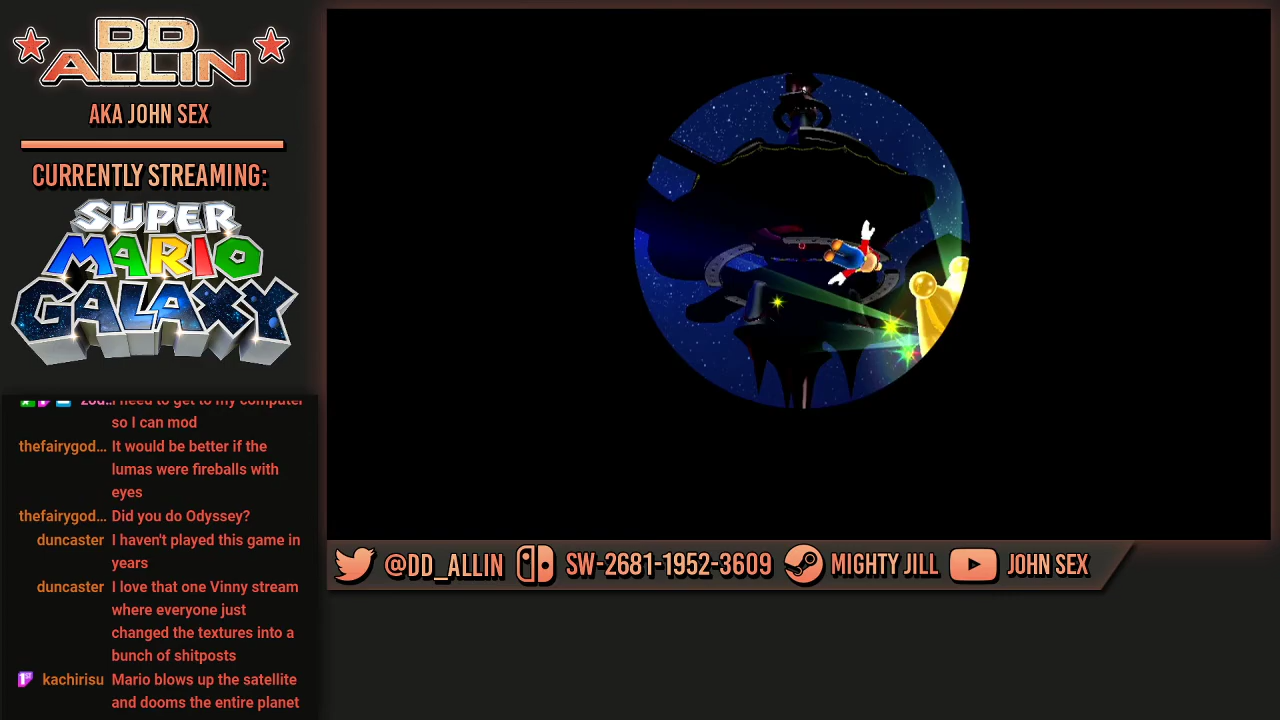 DD
ALLIN
AKA JOHN SEX
CURRENTLY STREAMING:
SUPER
MARIO
GALAXY
zou.. I need to get to my computer
so I can mod
thefairygod... It would be better if the
lumas were fireballs with
eyes
thefairygod... Did you do Odyssey?
duncaster I haven't played this game in
years
duncaster I love that one Vinny stream
where everyone just
changed the textures into a
bunch of shitposts
kachirisu Mario blows up the satellite
and dooms the entire planet
@DD_ALLIN SW-2681-1952-3609 MIGHTY JILL JOHN SEX